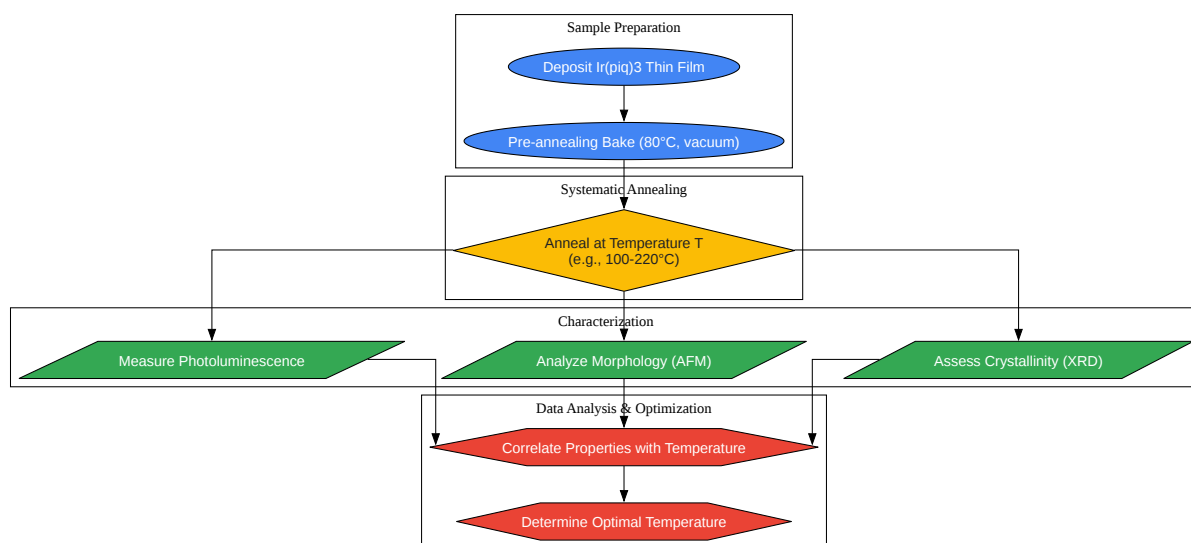 Sample Preparation
Deposit Ir(piq)3 Thin Film
Pre-annealing Bake (80°C, vacuum)
Systematic Annealing
Anneal at Temperature T
(e.g., 100-220°C)
Characterization
Measure Photoluminescence
Analyze Morphology (AFM)
Assess Crystallinity (XRD)
Data Analysis & Optimization
Correlate Properties with Temperature
Determine Optimal Temperature